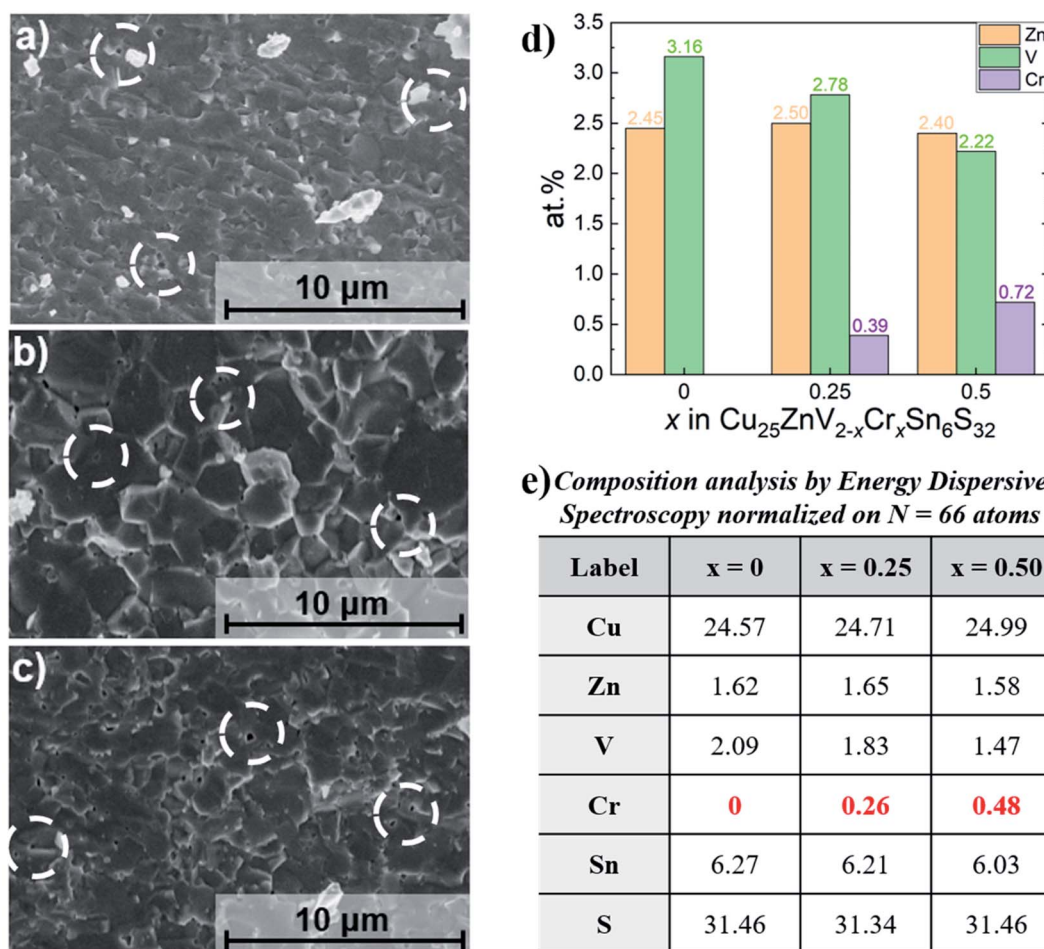 a)
10 μm
b)
10 μm
c)
10 μm
d)
Zn
V
Cr
at.%
3.5
3.0
2.5
2.0
1.5
1.0
0.5
0.0
2.45
3.16
2.50
2.78
0.39
2.40
2.22
0.72
0 0.25 0.5
x in Cu25ZnV2-xCrxSn6S32
e) Composition analysis by Energy Dispersive
Spectroscopy normalized on N = 66 atoms
Label x = 0 x = 0.25 x = 0.50
Cu 24.57 24.71 24.99
Zn 1.62 1.65 1.58
V 2.09 1.83 1.47
Cr 0 0.26 0.48
Sn 6.27 6.21 6.03
S 31.46 31.34 31.46